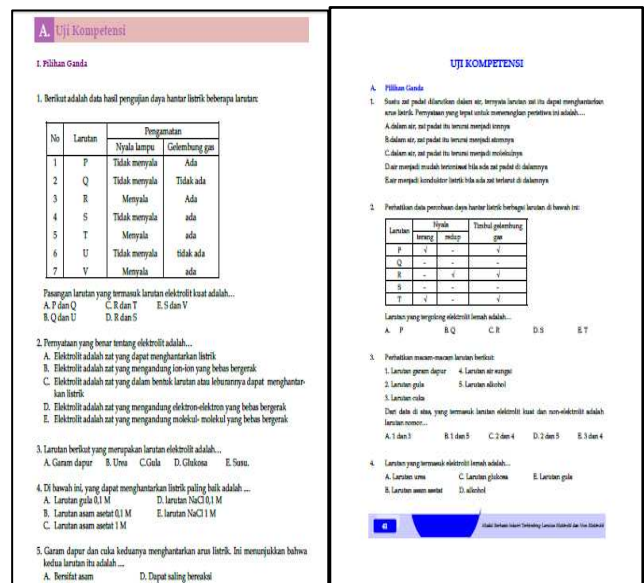 A. Uji Kompetensi
I. Pilihan Ganda
1. Berikut adalah data hasil pengujian daya hantar listrik beberapa larutan:
No Larutan Pengamatan
Nyala lampu Gelembung gas
1 P Tidak menyala Ada
2 Q Tidak menyala Tidak ada
3 R Menyala Ada
4 S Tidak menyala ada
5 T Menyala ada
6 U Tidak menyala tidak ada
7 V Menyala ada
Pasangan larutan yang termasuk larutan elektrolit kuat adalah...
A. P dan Q C. R dan T E. S dan V
B. Q dan U D. R dan S
2. Pernyataan yang benar tentang elektrolit adalah...
A. Elektrolit adalah zat yang dapat menghantarkan listrik
B. Elektrolit adalah zat yang mengandung ion-ion yang bebas bergerak
C. Elektrolit adalah zat yang dalam bentuk larutan atau leburannya dapat menghantar-
kan listrik
D. Elektrolit adalah zat yang mengandung elektron-elektron yang bebas bergerak
E. Elektrolit adalah zat yang mengandung molekul- molekul yang bebas bergerak
3. Larutan berikut yang merupakan larutan elektrolit adalah...
A. Garam dapur B. Urea C.Gula D. Glukosa E. Susu.
4. Di bawah ini, yang dapat menghantarkan listrik paling baik adalah ....
A. Larutan gula 0,1 M D. larutan NaCl 0,1 M
B. Larutan asam asetat 0,1 M E. larutan NaCl 1 M
C. Larutan asam asetat 1 M
5. Garam dapur dan cuka keduanya menghantarkan arus listrik. Ini menunjukkan bahwa
kedua larutan itu adalah ....
A. Bersifat asam D. Dapat saling bereaksi
UJI KOMPETENSI
A. Pilihan Ganda
1. Suatu zat padat dilarutkan dalam air, ternyata larutan zat itu dapat menghantarkan
arus listrik. Pernyataan yang tepat untuk menerangkan peristiwa ini adalah....
A.dalam air, zat padat itu terurai menjadi ionnya
B.dalam air, zat padat itu terurai menjadi atomnya
C.dalam air, zat padat itu terurai menjadi molekulnya
D.air menjadi mudah terionisasi bila ada zat padat di dalamnya
E.air menjadi konduktor listrik bila ada zat terlarut di dalamnya
2. Perhatikan data percobaan daya hantar listrik berbagai larutan di bawah ini:
Larutan Nyala Timbul gelembung
gas
terang redup
P √ - √
Q - - -
R - √ √
S - - -
T √ - √
Larutan yang tergolong elektrolit lemah adalah...
A. P B.Q C.R D.S E.T
3. Perhatikan macam-macam larutan berikut:
1. Larutan garam dapur 4. Larutan air sungai
2. Larutan gula 5. Larutan alkohol
3. Larutan cuka
Dari data di atas, yang termasuk larutan elektrolit kuat dan non-elektrolit adalah
larutan nomor...
A. 1 dan 3 B. 1 dan 5 C. 2 dan 4 D. 2 dan 5 E. 3 dan 4
4. Larutan yang termasuk elektrolit lemah adalah...
A. Larutan urea C. Larutan glukosa E. Larutan gula
B. Larutan asam asetat D. alkohol